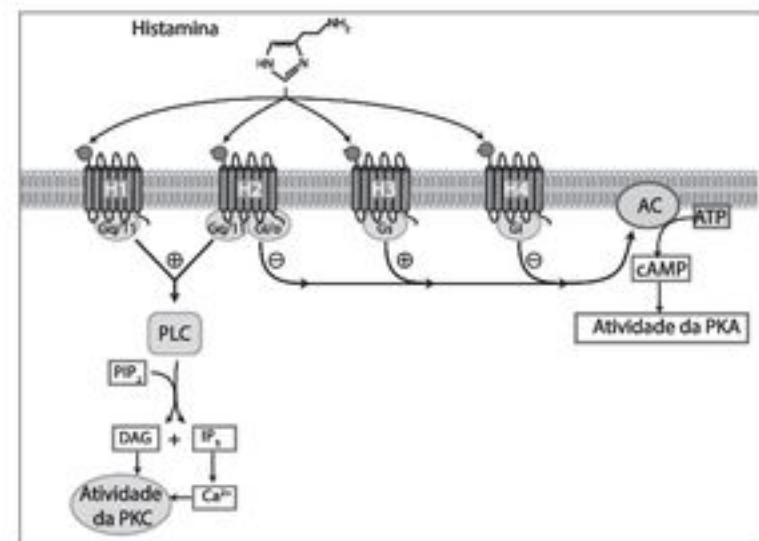 Histamina
NH₂
HN
N
H1
H2
H3
H4
Gq/11
Gq/11
Gi/o
Gs
Gi
AC
ATP
cAMP
Atividade da PKA
PLC
PIP₂
DAG
+
IP₃
Ca²⁺
Atividade
da PKC